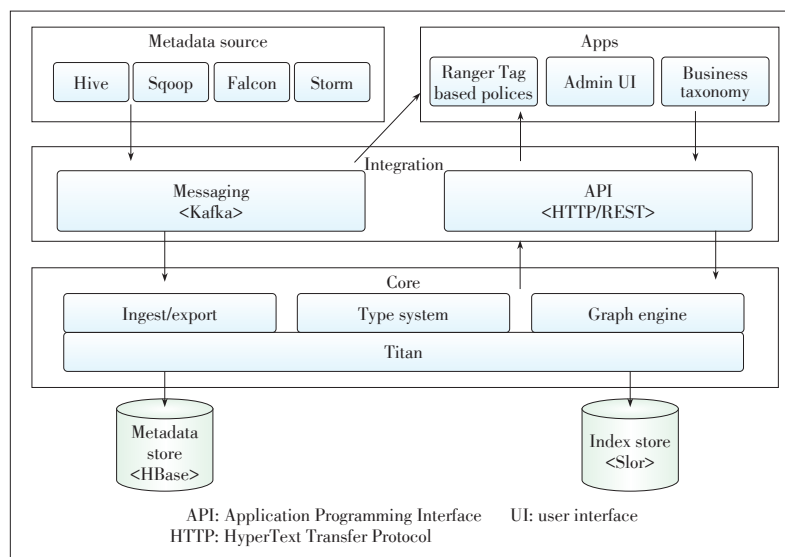 Metadata source
Hive
Sqoop
Falcon
Storm
Apps
Ranger Tag
based polices
Admin UI
Business
taxonomy
Integration
Messaging
<Kafka>
API
<HTTP/REST>
Core
Ingest/export
Type system
Graph engine
Titan
Metadata
store
<HBase>
Index store
<Slor>
API: Application Programming Interface UI: user interface
HTTP: HyperText Transfer Protocol